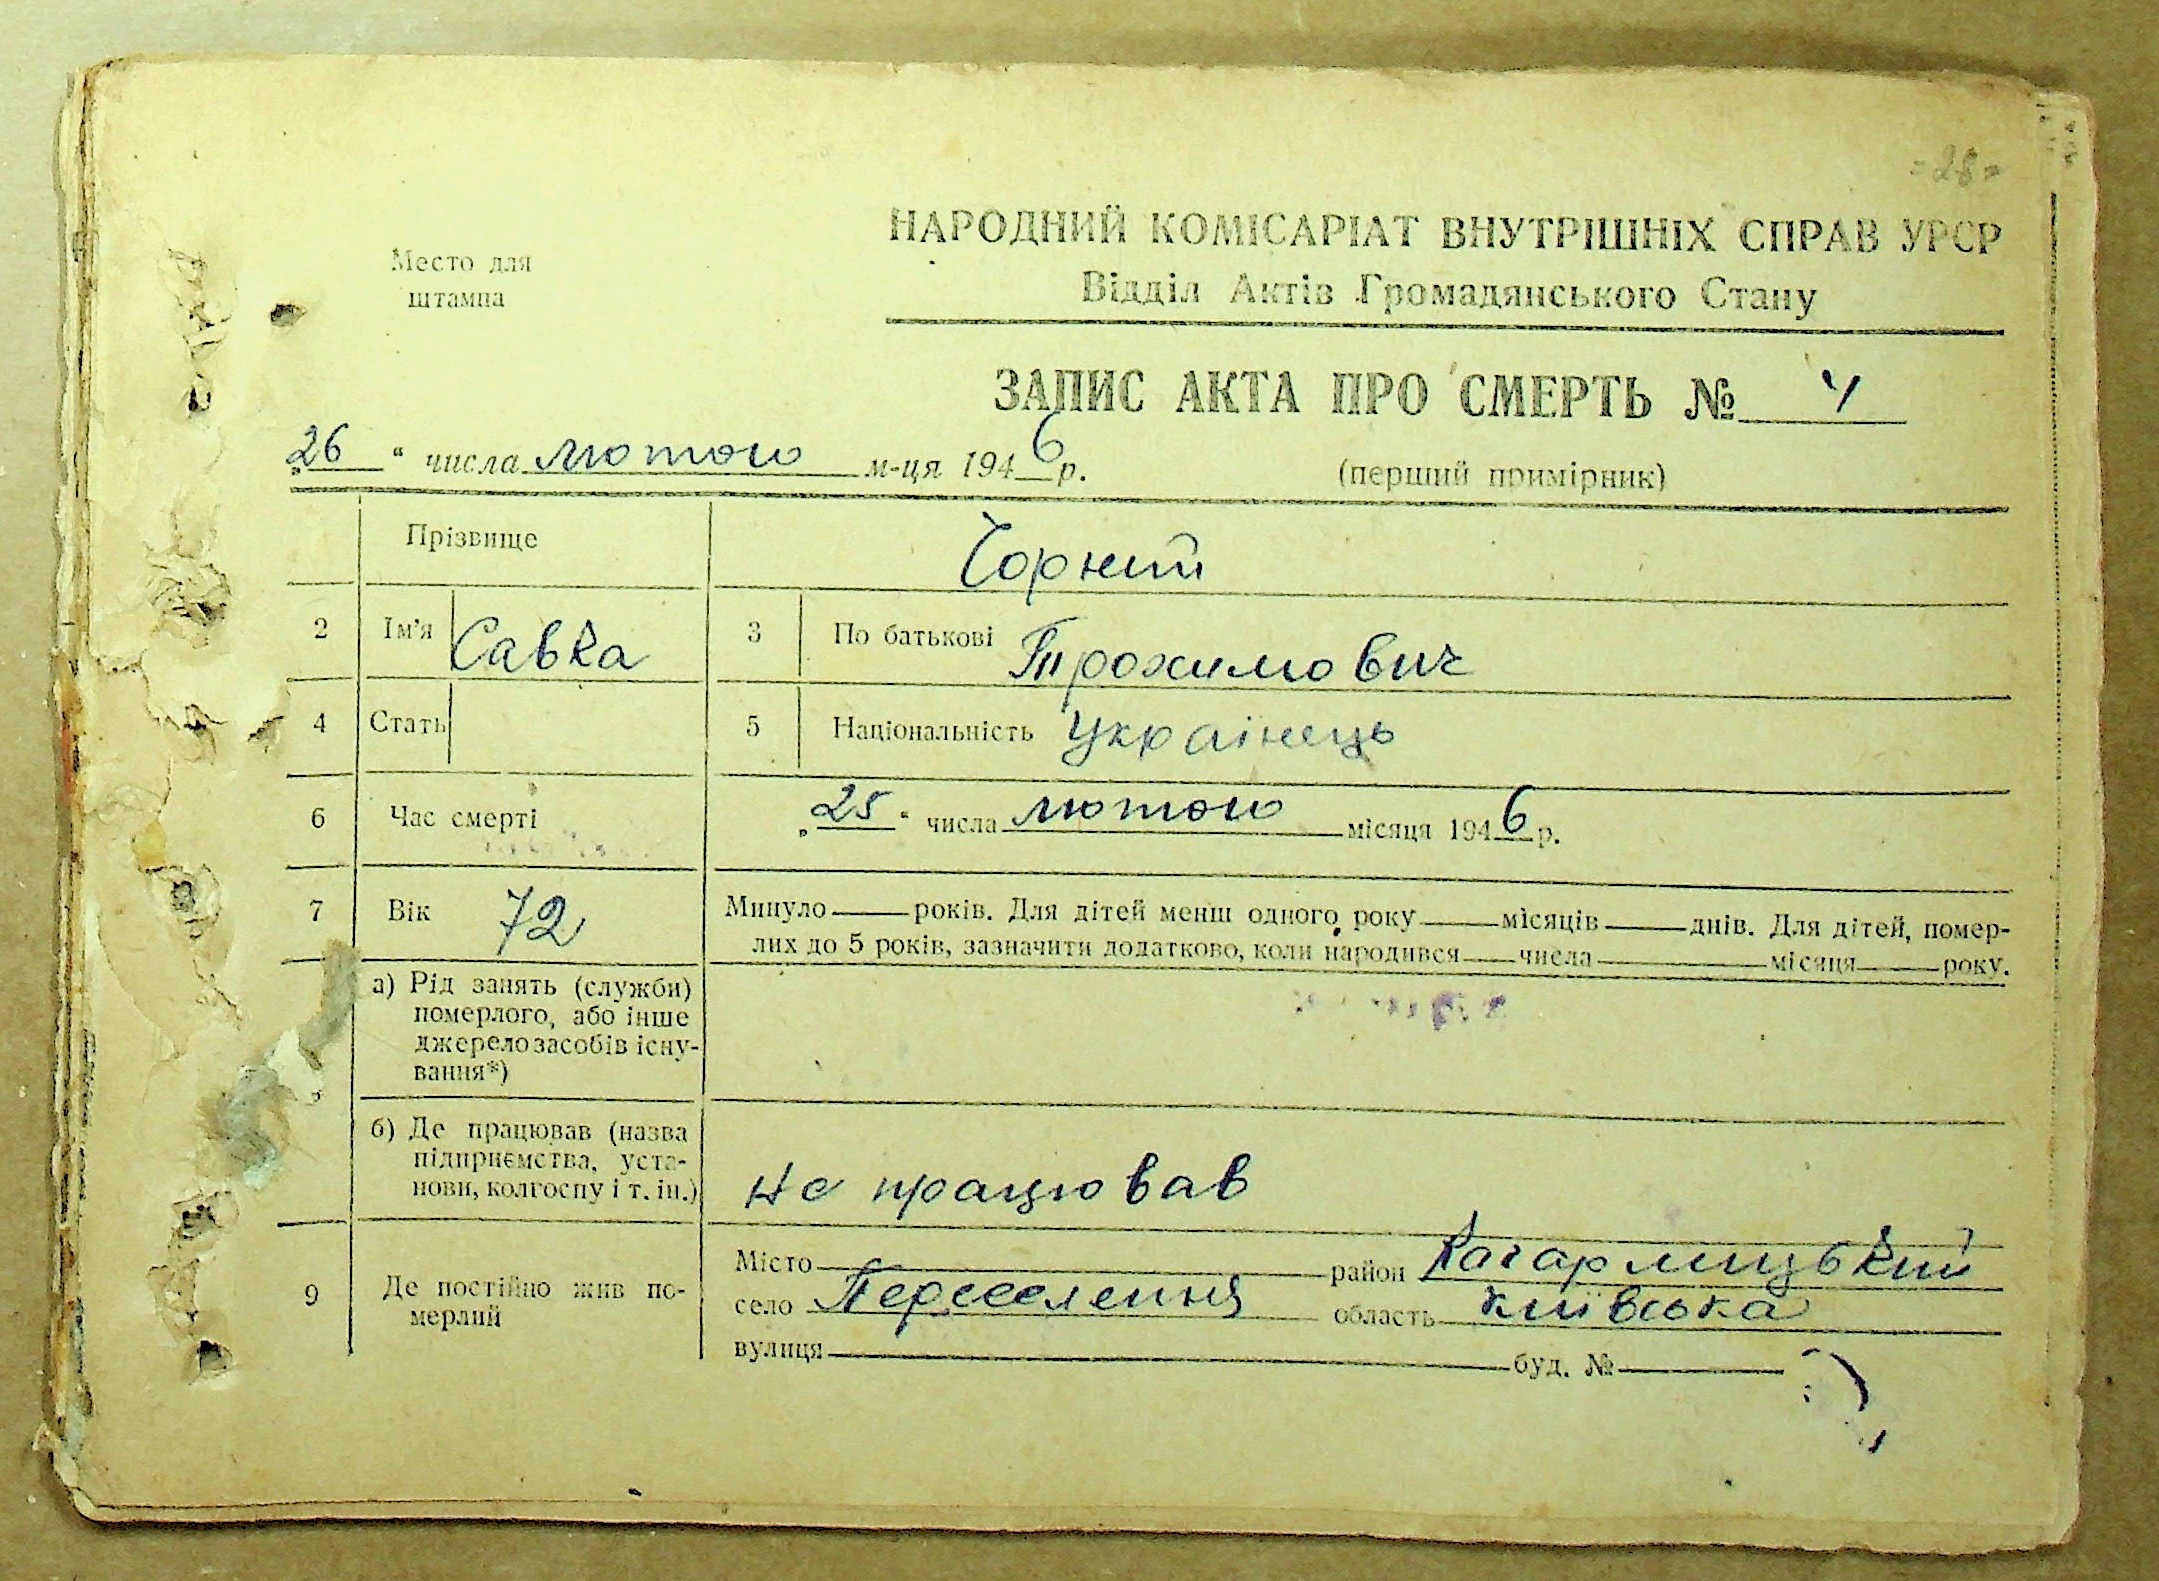 - 28 -
НАРОДНИЙ КОМІСАРІАТ ВНУТРІШНІХ СПРАВ УРСР
Место для штампа
Відділ Актів Громадянського Стану
ЗАПИС АКТА ПРО СМЕРТЬ № 4
„26“ числа лютого м-ця 1946 р. (перший примірник)
Прізвище Чорний
2 Ім'я Савка 3 По батькові Трохимович
4 Стать 5 Національність Українець
6 Час смерті „25“ числа лютого місяця 1946 р.
7 Вік 72 Минуло — років. Для дітей менш одного року — місяців — днів. Для дітей, помер-
лих до 5 років, зазначити додатково, коли народився — числа — місяця — року.
а) Рід занять (служби)
померлого, або інше
джерело засобів існу-
вання*)
б) Де працював (назва
підприємства, уста-
нови, колгоспу і т. ін.) не працював
9 Де постійно жив по-
мерлий
Місто район Кагарлицький
село Переселення область Київська
вулиця буд. №